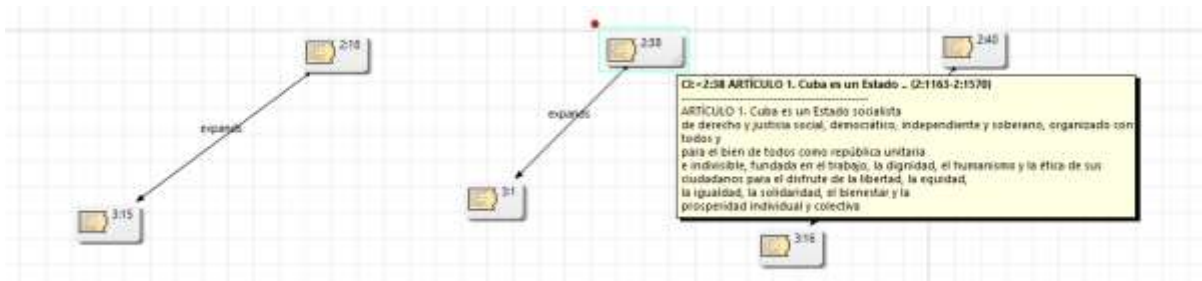 2:18
2:38
2:40
CI:=2:38 ARTÍCULO 1. Cuba es un Estado .. (2:1163-2:1570)
ARTÍCULO 1. Cuba es un Estado socialista
de derecho y justicia social, democrático, independiente y soberano, organizado con
todos y
para el bien de todos como república unitaria
e indivisible, fundada en el trabajo, la dignidad, el humanismo y la ética de sus
ciudadanos para el disfrute de la libertad, la equidad,
la igualdad, la solidaridad, el bienestar y la
prosperidad individual y colectiva
expands
expands
3:15
3:1
3:16